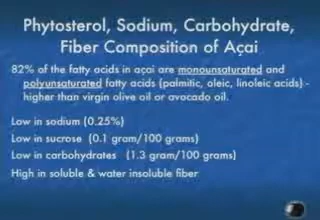 Phytosterol, Sodium, Carbohydrate,
Fiber Composition of Açai
82% of the fatty acids in açai are monounsaturated and
polyunsaturated fatty acids (palmitic, oleic, linoleic acids) -
higher than virgin olive oil or avocado oil.
Low in sodium (0.25%)
Low in sucrose (0.1 gram/100 grams)
Low in carbohydrates (1.3 gram/100 grams)
High in soluble & water insoluble fiber